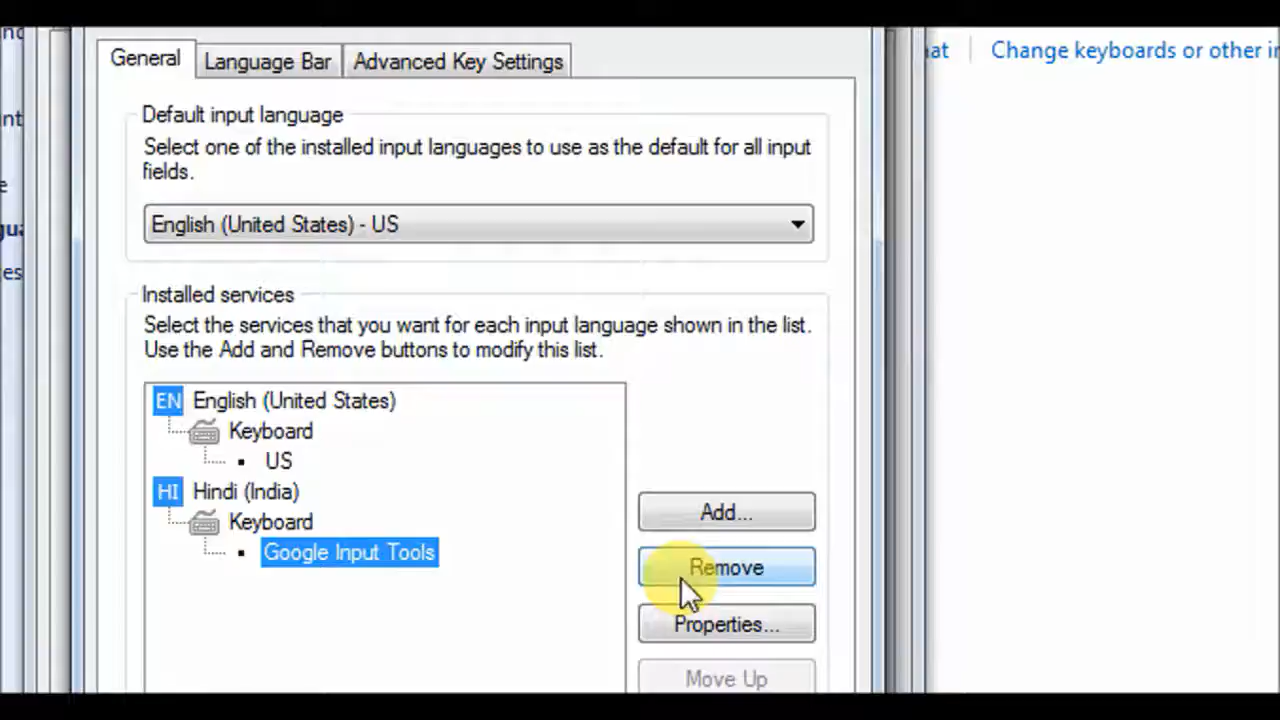 General
Language Bar
Advanced Key Settings
Change keyboards or other
Default input language
Select one of the installed input languages to use as the default for all input
fields.
English (United States) - US
Installed services
Select the services that you want for each input language shown in the list.
Use the Add and Remove buttons to modify this list.
EN English (United States)
Keyboard
US
HI Hindi (India)
Keyboard
Google Input Tools
Add...
Remove
Properties...
Move Up